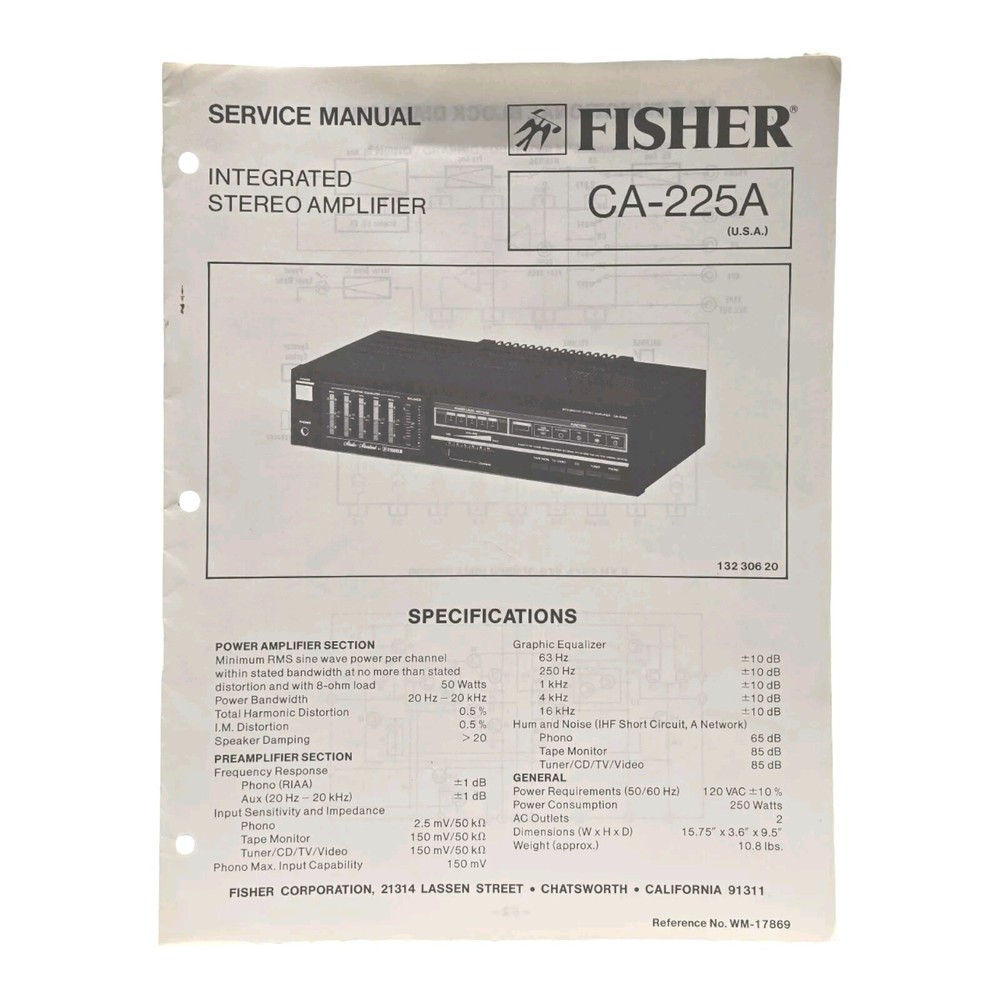 SERVICE MANUAL
FISHER®
INTEGRATED
STEREO AMPLIFIER
CA-225A
(U.S.A.)
FISHER
132 306 20
SPECIFICATIONS
POWER AMPLIFIER SECTION
Minimum RMS sine wave power per channel
within stated bandwidth at no more than stated
distortion and with 8-ohm load 50 Watts
Power Bandwidth 20 Hz – 20 kHz
Total Harmonic Distortion 0.5 %
I.M. Distortion 0.5 %
Speaker Damping > 20
PREAMPLIFIER SECTION
Frequency Response
Phono (RIAA) ±1 dB
Aux (20 Hz – 20 kHz) ±1 dB
Input Sensitivity and Impedance
Phono 2.5 mV/50 kΩ
Tape Monitor 150 mV/50 kΩ
Tuner/CD/TV/Video 150 mV/50 kΩ
Phono Max. Input Capability 150 mV
Graphic Equalizer
63 Hz ±10 dB
250 Hz ±10 dB
1 kHz ±10 dB
4 kHz ±10 dB
16 kHz ±10 dB
Hum and Noise (IHF Short Circuit, A Network)
Phono 65 dB
Tape Monitor 85 dB
Tuner/CD/TV/Video 85 dB
GENERAL
Power Requirements (50/60 Hz) 120 VAC ±10 %
Power Consumption 250 Watts
AC Outlets 2
Dimensions (W x H x D) 15.75" x 3.6" x 9.5"
Weight (approx.) 10.8 lbs.
FISHER CORPORATION, 21314 LASSEN STREET • CHATSWORTH • CALIFORNIA 91311
Reference No. WM-17869